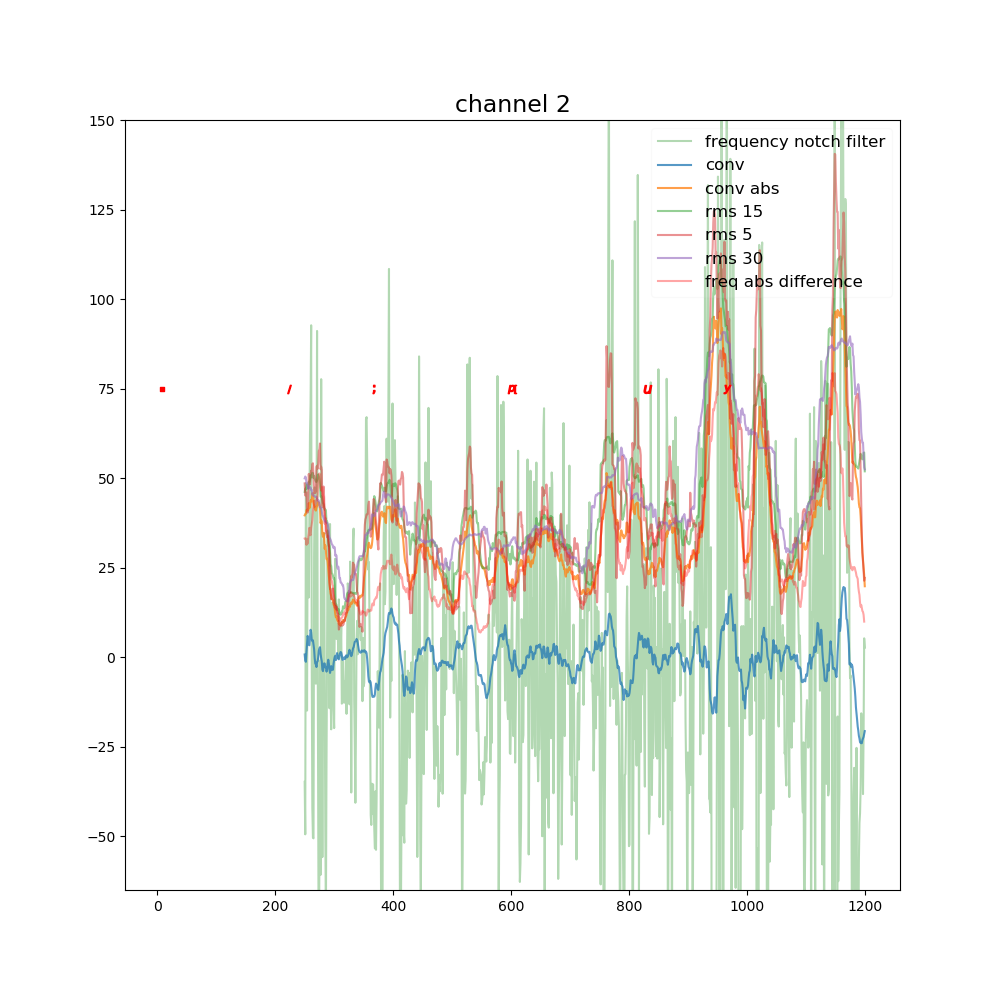 channel 2
150
125
100
75
50
25
0
−25
−50
0 200 400 600 800 1000 1200
frequency notch filter
conv
conv abs
rms 15
rms 5
rms 30
freq abs difference
. / ; u y